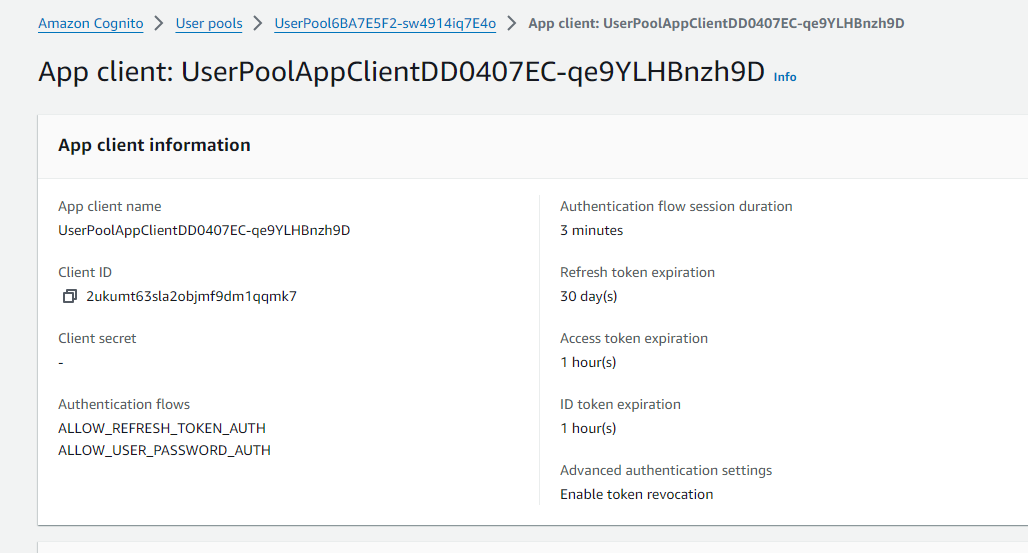 Amazon Cognito > User pools > UserPool6BA7E5F2-sw4914iq7E4o > App client: UserPoolAppClientDD0407EC-qe9YLHBnzh9D
App client: UserPoolAppClientDD0407EC-qe9YLHBnzh9D Info
App client information
App client name
UserPoolAppClientDD0407EC-qe9YLHBnzh9D
Client ID
2ukumt63sla2objmf9dm1qqmk7
Client secret
-
Authentication flows
ALLOW_REFRESH_TOKEN_AUTH
ALLOW_USER_PASSWORD_AUTH
Authentication flow session duration
3 minutes
Refresh token expiration
30 day(s)
Access token expiration
1 hour(s)
ID token expiration
1 hour(s)
Advanced authentication settings
Enable token revocation